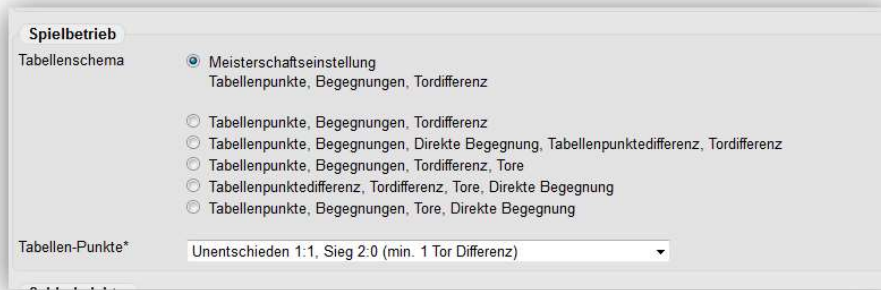 Spielbetrieb
Tabellenschema
Meisterschaftseinstellung
Tabellenpunkte, Begegnungen, Tordifferenz
Tabellenpunkte, Begegnungen, Tordifferenz
Tabellenpunkte, Begegnungen, Direkte Begegnung, Tabellenpunktedifferenz, Tordifferenz
Tabellenpunkte, Begegnungen, Tordifferenz, Tore
Tabellenpunktedifferenz, Tordifferenz, Tore, Direkte Begegnung
Tabellenpunkte, Begegnungen, Tore, Direkte Begegnung
Tabellen-Punkte*
Unentschieden 1:1, Sieg 2:0 (min. 1 Tor Differenz)